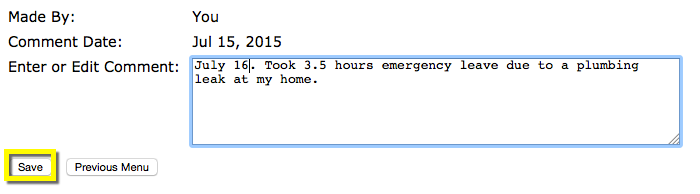 Made By: You
Comment Date: Jul 15, 2015
Enter or Edit Comment: July 16. Took 3.5 hours emergency leave due to a plumbing
leak at my home.
Save Previous Menu